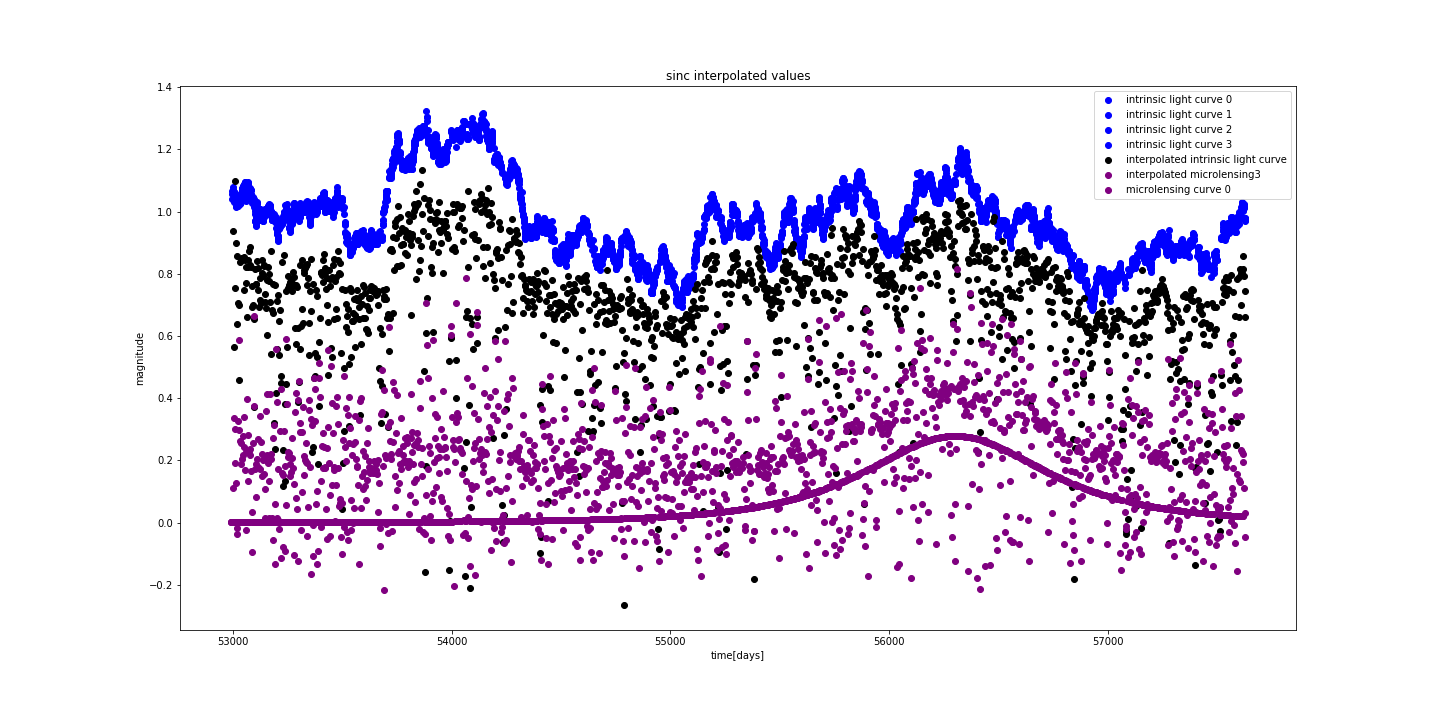 sinc interpolated values
1.4
1.2
1.0
0.8
0.6
0.4
0.2
0.0
−0.2
magnitude
intrinsic light curve 0
intrinsic light curve 1
intrinsic light curve 2
intrinsic light curve 3
interpolated intrinsic light curve
interpolated microlensing3
microlensing curve 0
53000 54000 55000 56000 57000
time[days]